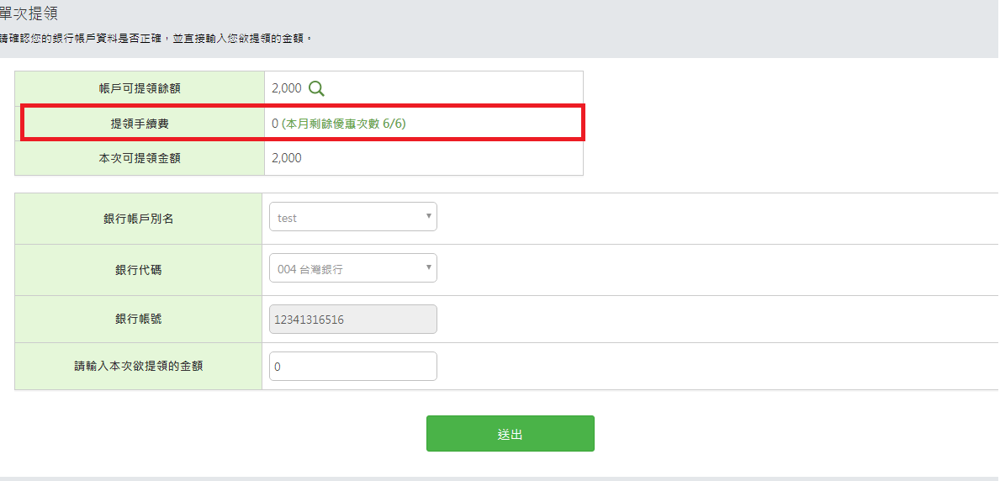 單次提領
請確認您的銀行帳戶資料是否正確，並直接輸入您欲提領的金額。
帳戶可提領餘額 2,000
提領手續費 0 (本月剩餘優惠次數 6/6)
本次可提領金額 2,000
銀行帳戶別名 test
銀行代碼 004 台灣銀行
銀行帳號 12341316516
請輸入本次欲提領的金額 0
送出